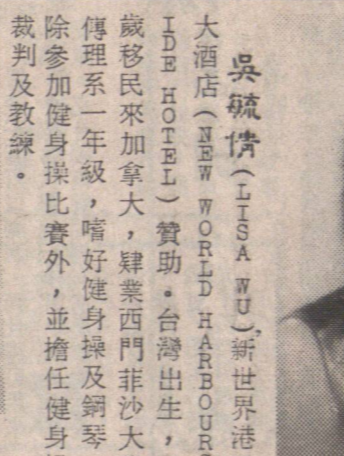 吳毓倩(LISA WU),新世界港
大酒店(NEW WORLD HARBOURS
IDE HOTEL)贊助。台灣出生,
歲移民來加拿大,肄業西門菲沙大
傳理系一年級,嗜好健身操及鋼琴
除參加健身操比賽外,並擔任健身
裁判及教練。